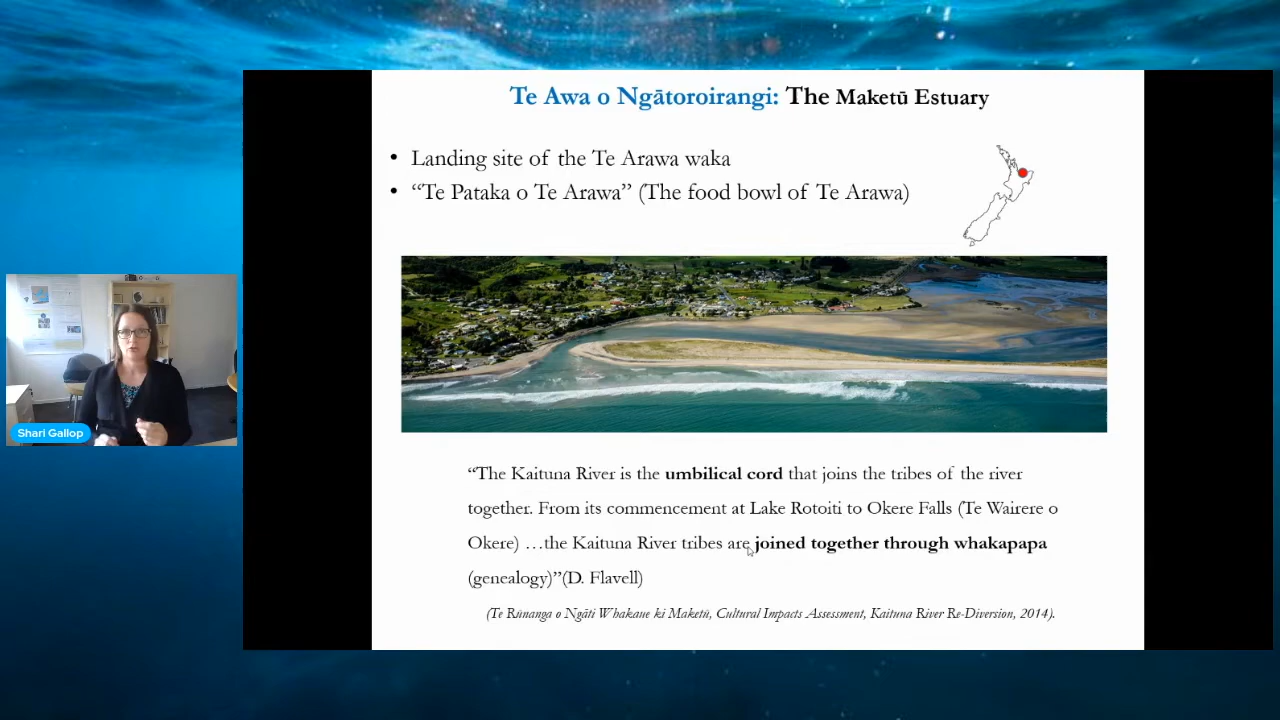 Te Awa o Ngātoroirangi: The Maketū Estuary
• Landing site of the Te Arawa waka
• “Te Pataka o Te Arawa” (The food bowl of Te Arawa)
Shari Gallop
“The Kaituna River is the umbilical cord that joins the tribes of the river
together. From its commencement at Lake Rotoiti to Okere Falls (Te Wairere o
Okere) …the Kaituna River tribes are joined together through whakapapa
(genealogy)”(D. Flavell)
(Te Rūnanga o Ngāti Whakaue ki Maketū, Cultural Impacts Assessment, Kaituna River Re-Diversion, 2014).